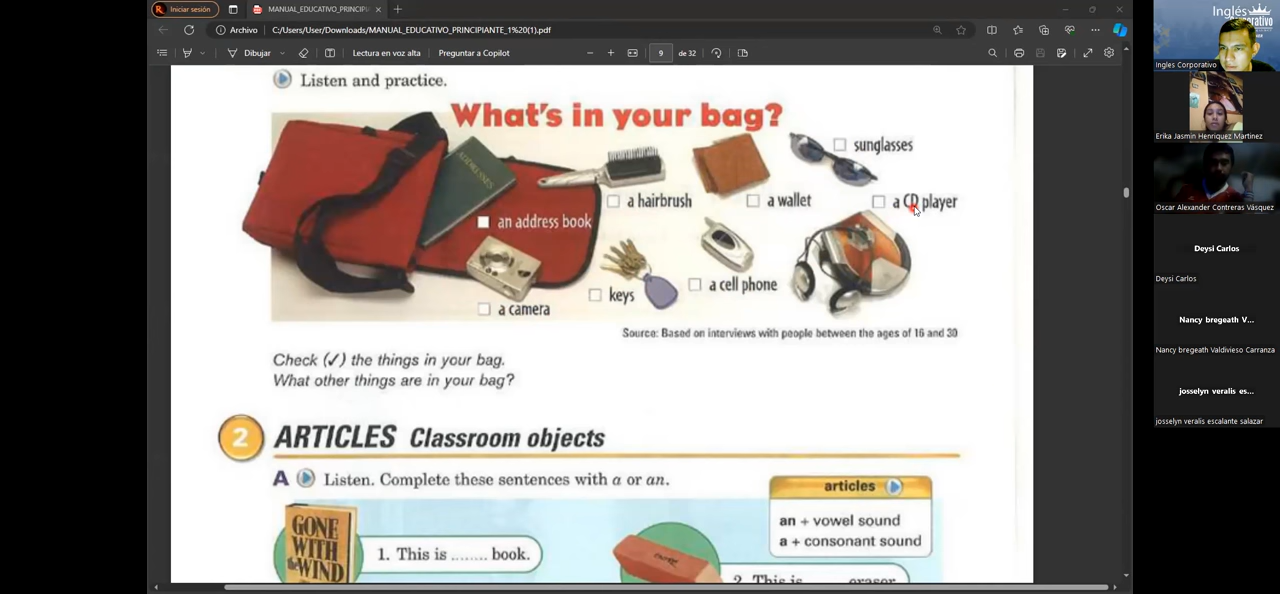 Iniciar sesión
MANUAL_EDUCATIVO_PRINCIPI
Archivo
C:/Users/User/Downloads/MANUAL_EDUCATIVO_PRINCIPIANTE_1%20(1).pdf
Dibujar
Lectura en voz alta
Preguntar a Copilot
9
de 32
Listen and practice.
What's in your bag?
ADDRESSES
sunglasses
a hairbrush
a wallet
a CD player
an address book
a cell phone
keys
a camera
Source: Based on interviews with people between the ages of 16 and 30
Check (✓) the things in your bag.
What other things are in your bag?
2 ARTICLES Classroom objects
A Listen. Complete these sentences with a or an.
articles
an + vowel sound
a + consonant sound
GONE
WITH
the WIND
1. This is ........ book.
2. This is ........ eraser.
Inglés
Ingles Corporativo
Erika Jasmin Henriquez Martinez
Oscar Alexander Contreras Vásquez
Deysi Carlos
Deysi Carlos
Nancy bregeath V...
Nancy bregeath Valdivieso Carranza
josselyn veralis es...
josselyn veralis escalante salazar